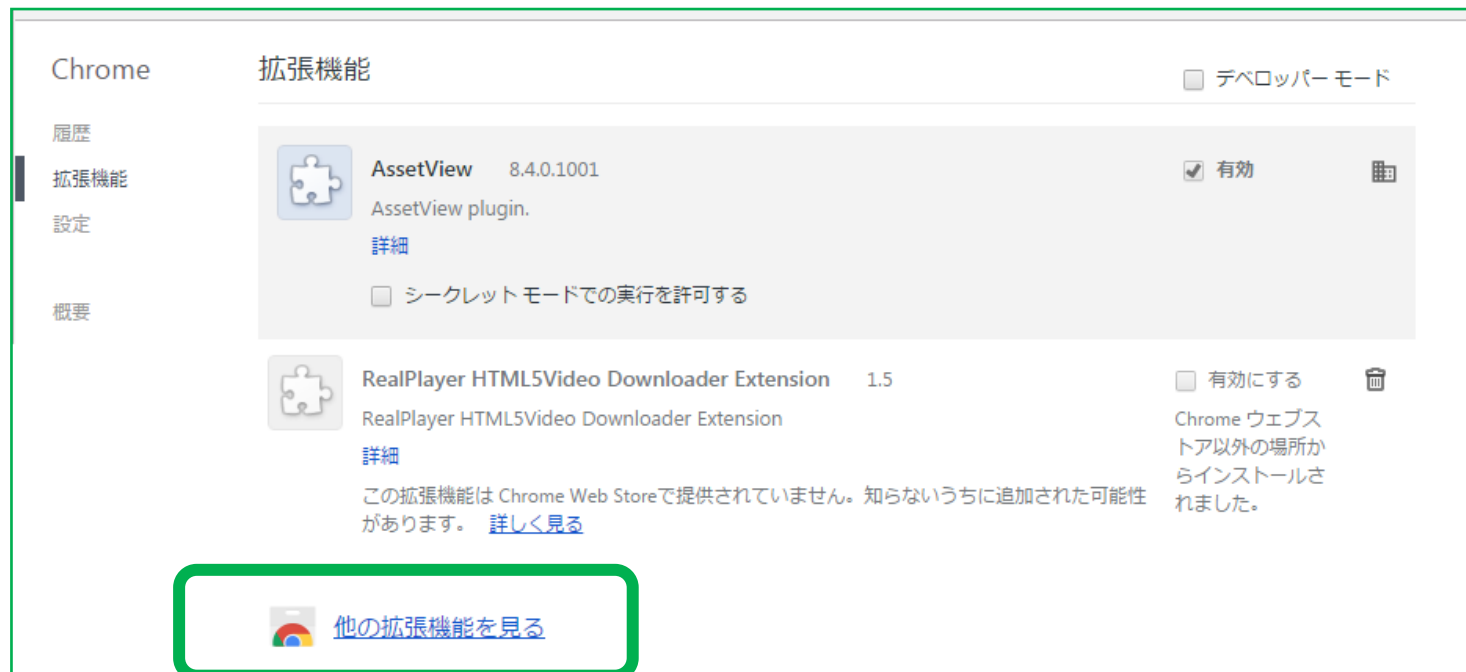 Chrome
拡張機能
デベロッパー モード
履歴
拡張機能
設定
概要
AssetView 8.4.0.1001
有効
AssetView plugin.
詳細
シークレット モードでの実行を許可する
RealPlayer HTML5Video Downloader Extension 1.5
有効にする
RealPlayer HTML5Video Downloader Extension
詳細
この拡張機能は Chrome Web Storeで提供されていません。知らないうちに追加された可能性
があります。 詳しく見る
Chrome ウェブス
トア以外の場所か
らインストールさ
れました。
他の拡張機能を見る